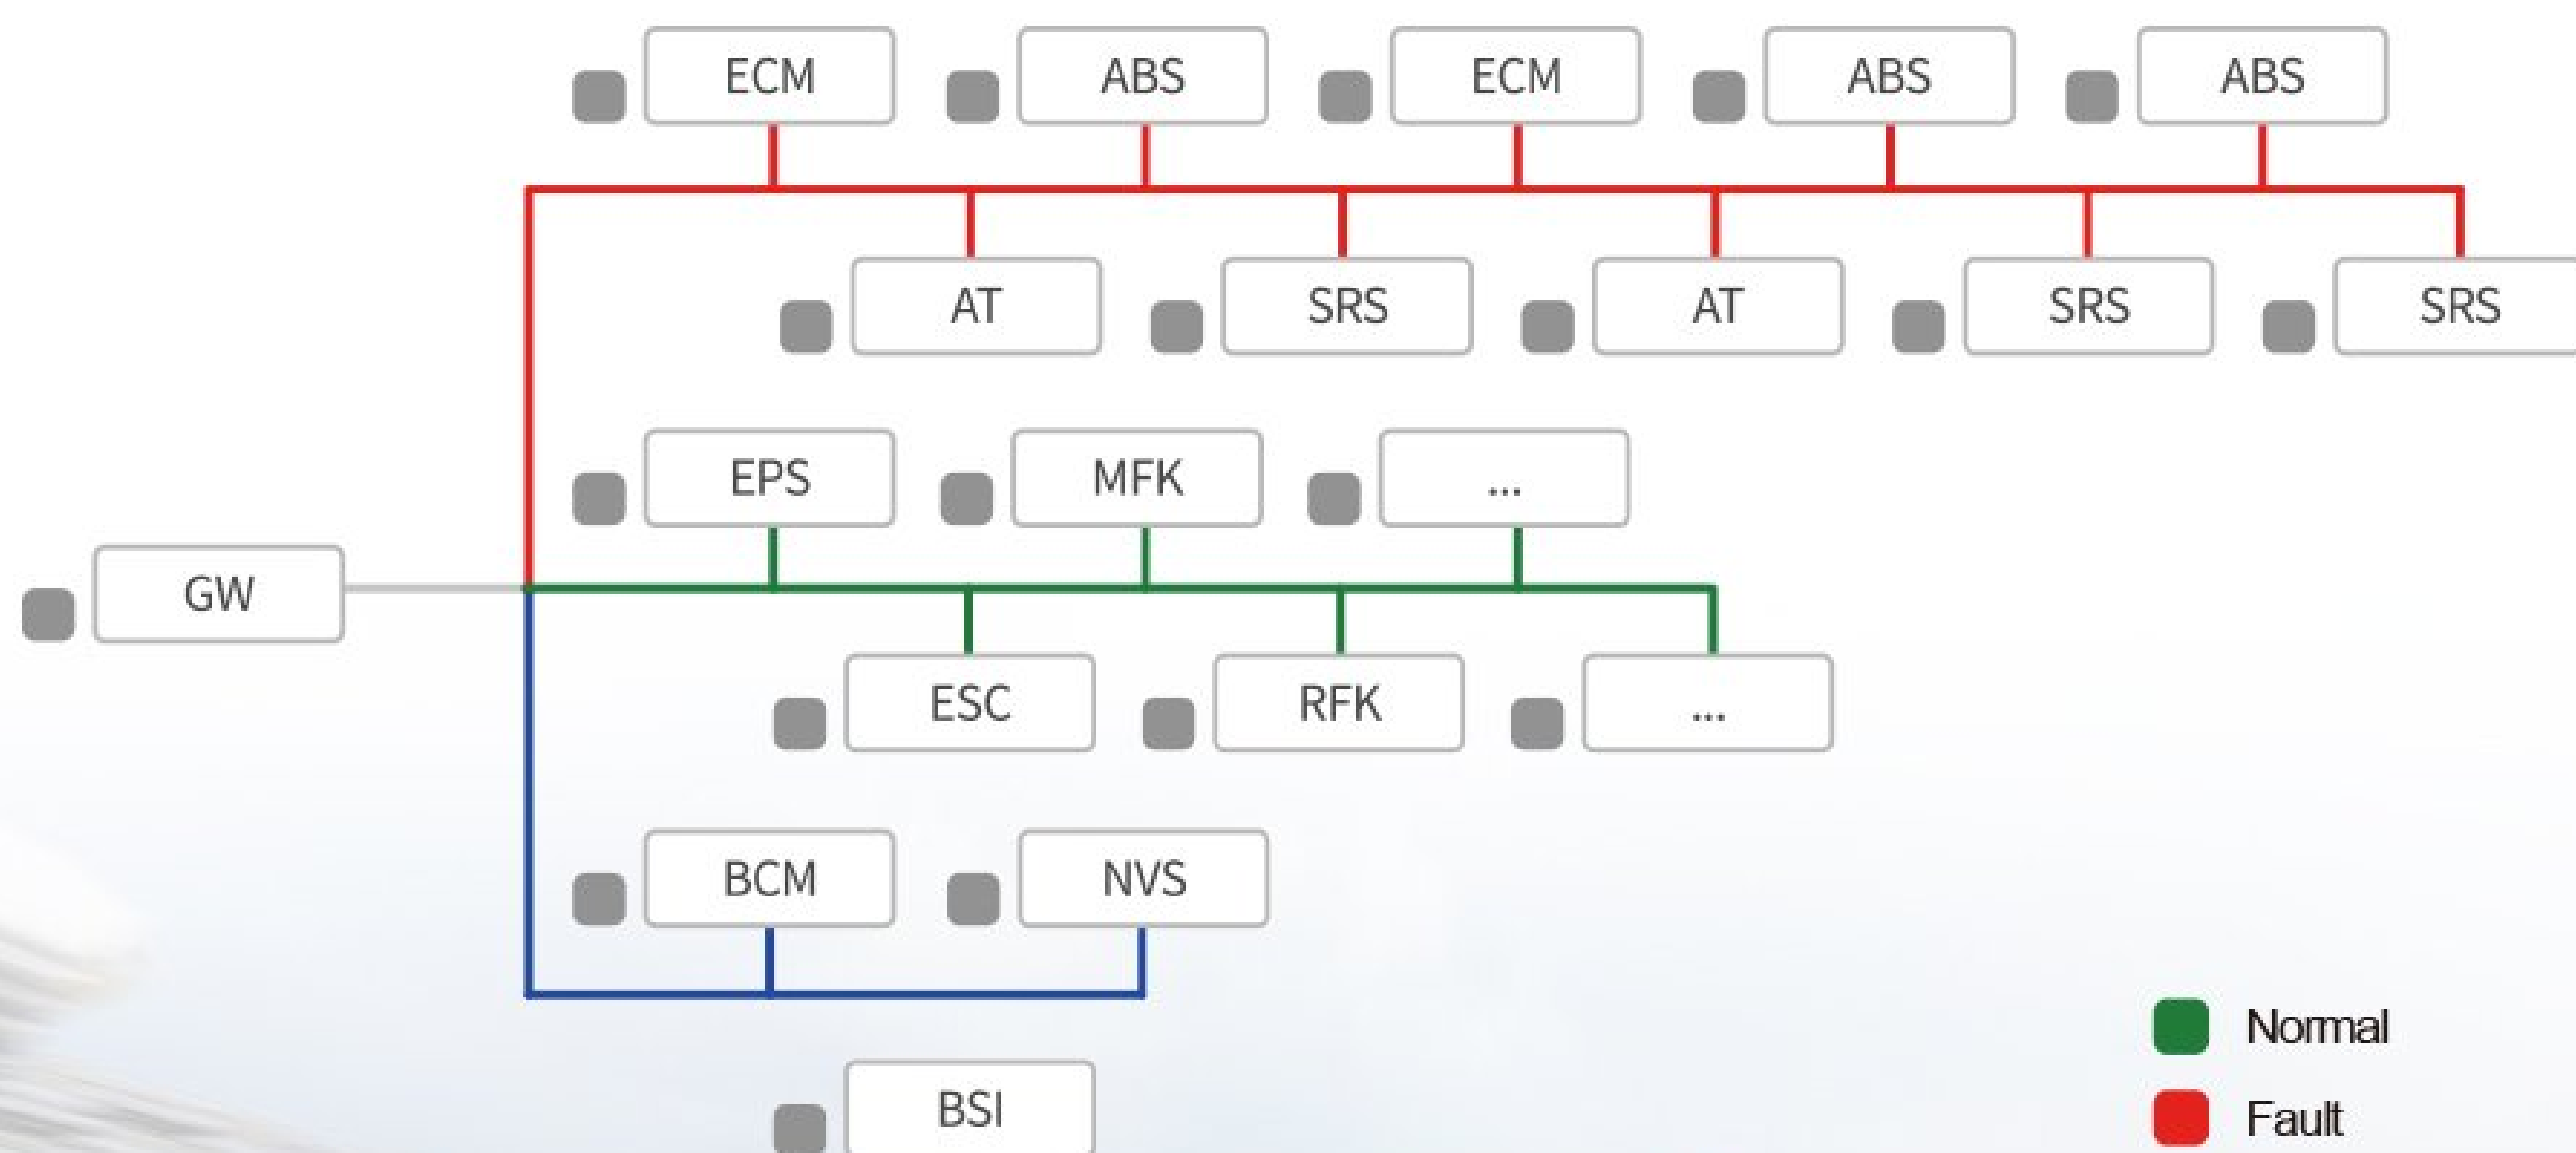 ECM ABS ECM ABS ABS
AT SRS AT SRS SRS
EPS MFK ...
GW
ESC RFK ...
BCM NVS
Normal
BSI
Fault